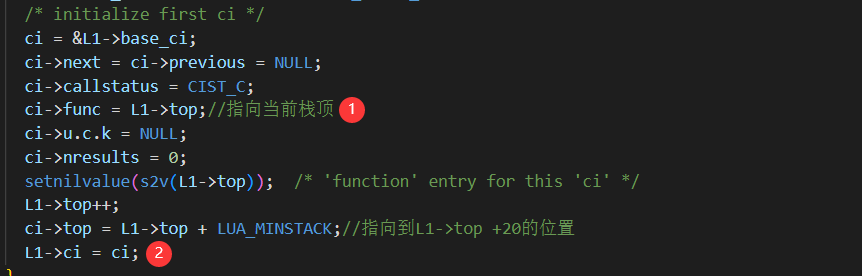 /* initialize first ci */
ci = &L1->base_ci;
ci->next = ci->previous = NULL;
ci->callstatus = CIST_C;
ci->func = L1->top;//指向当前栈顶 1
ci->u.c.k = NULL;
ci->nresults = 0;
setnilvalue(s2v(L1->top));  /* 'function' entry for this 'ci' */
L1->top++;
ci->top = L1->top + LUA_MINSTACK;//指向到L1->top +20的位置
L1->ci = ci; 2
}